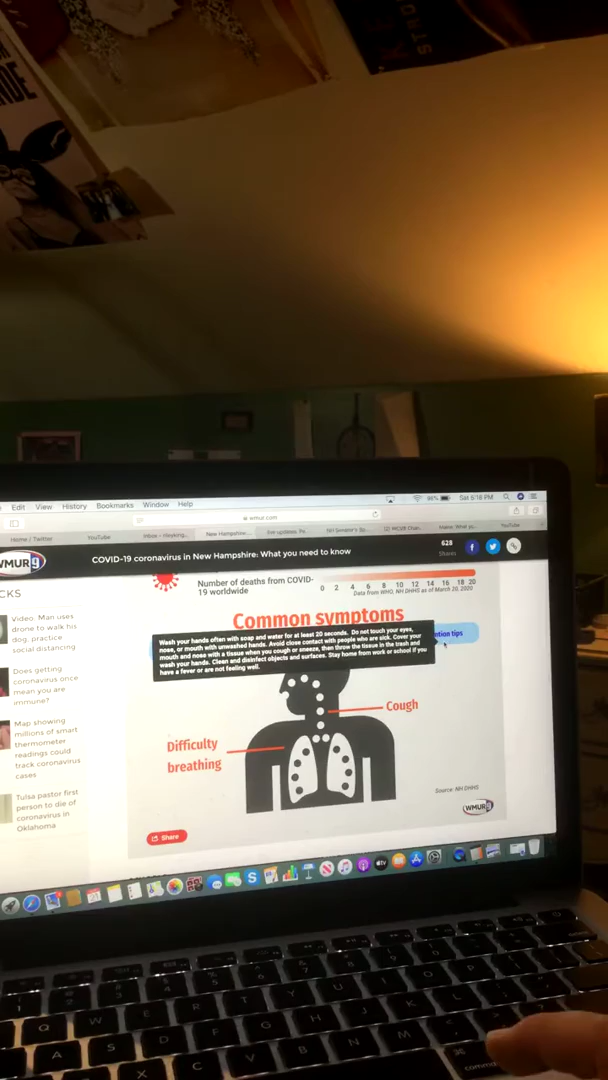 STRO
DE
Edit View History Bookmarks Window Help
86% Sat 6:18 PM
wmur.com
Home / Twitter
YouTube
New Hampshire:
YouTube
WMUR9
COVID-19 coronavirus in New Hampshire: What you need to know
628
Shares
CKS
Video: Man uses
drone to walk his
dog, practice
social distancing
Does getting
coronavirus once
mean you are
immune?
Map showing
millions of smart
thermometer
readings could
track coronavirus
cases
Tulsa pastor first
person to die of
coronavirus in
Oklahoma
Number of deaths from COVID-
19 worldwide
0 2 4 6 8 10 12 14 16 18 20
Data from WHO, NH DHHS as of March 20, 2020
Common symptoms
Wash your hands often with soap and water for at least 20 seconds. Do not touch your eyes,
nose, or mouth with unwashed hands. Avoid close contact with people who are sick. Cover your
mouth and nose with a tissue when you cough or sneeze, then throw the tissue in the trash and
wash your hands. Clean and disinfect objects and surfaces. Stay home from work or school if you
have a fever or are not feeling well.
ntion tips
Cough
Difficulty
breathing
Source: NH DHHS
WMUR9
Share
Q W E R T Y U I O P
A S D F G H J K L
X C V B N M
comm